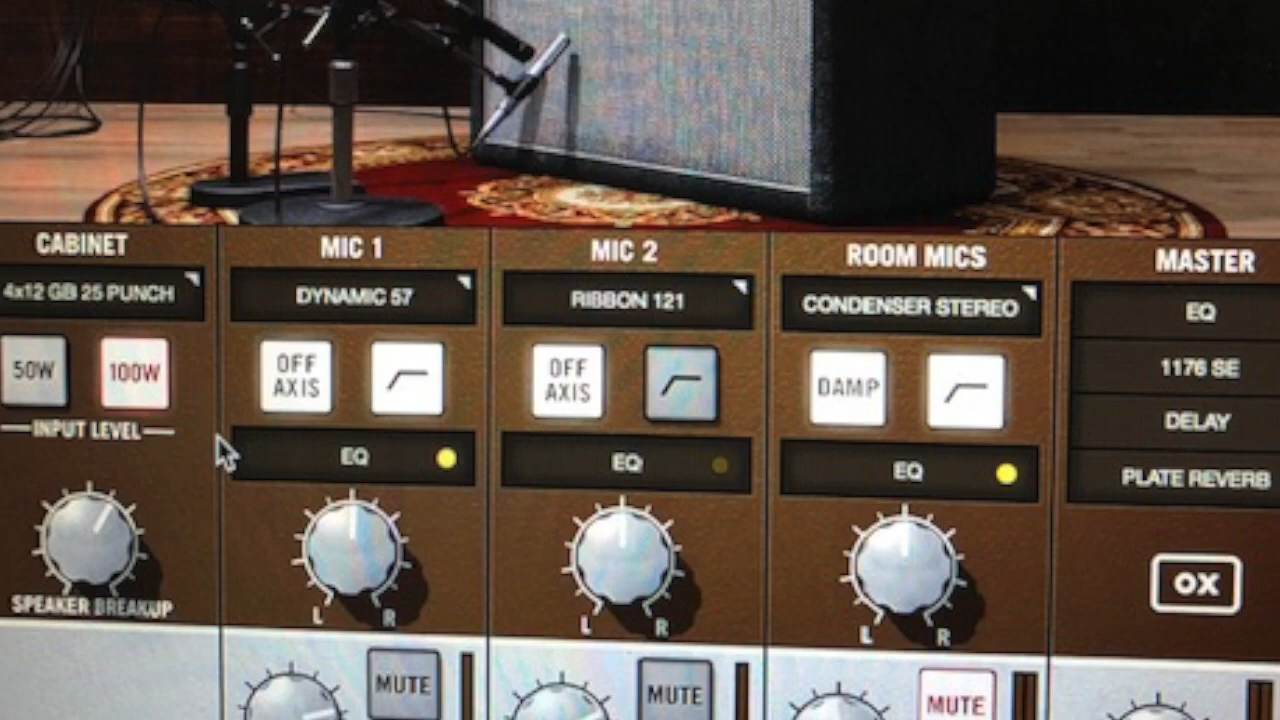 CABINET
4x12 GB 25 PUNCH
50W 100W
INPUT LEVEL
SPEAKER BREAKUP
MIC 1
DYNAMIC 57
OFF
AXIS
EQ
L R
MUTE
MIC 2
RIBBON 121
OFF
AXIS
EQ
L R
MUTE
ROOM MICS
CONDENSER STEREO
DAMP
EQ
L R
MUTE
MASTER
EQ
1176 SE
DELAY
PLATE REVERB
OX